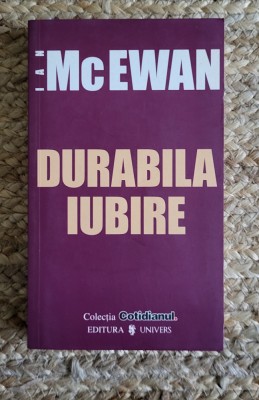 IAN
McEWAN
DURABILA
IUBIRE
Colecția Cotidianul.
EDITURA UNIVERS